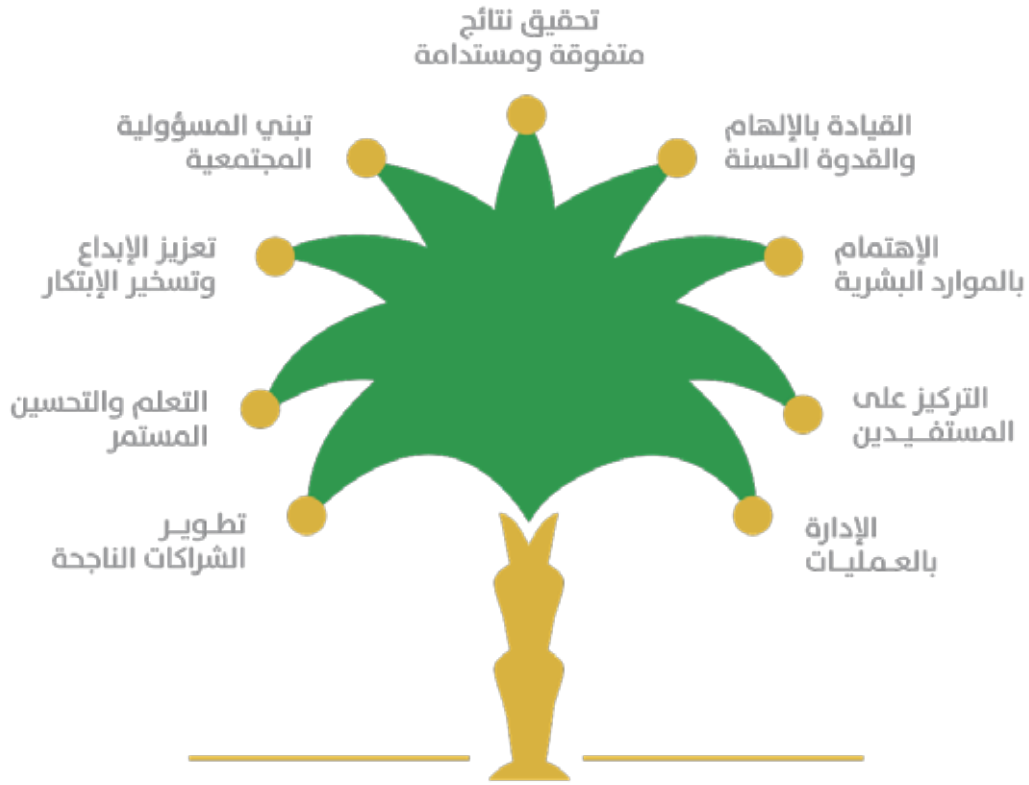 تحقيق نتائج
متفوقة ومستدامة
القيادة بالإلهام
والقدوة الحسنة
الإهتمام
بالموارد البشرية
التركيز على
المستفــيـدين
الإدارة
بالعـمليـات
تبني المسؤولية
المجتمعية
تعزيز الإبداع
وتسخير الإبتكار
التعلم والتحسين
المستمر
تطـويـر
الشراكات الناجحة